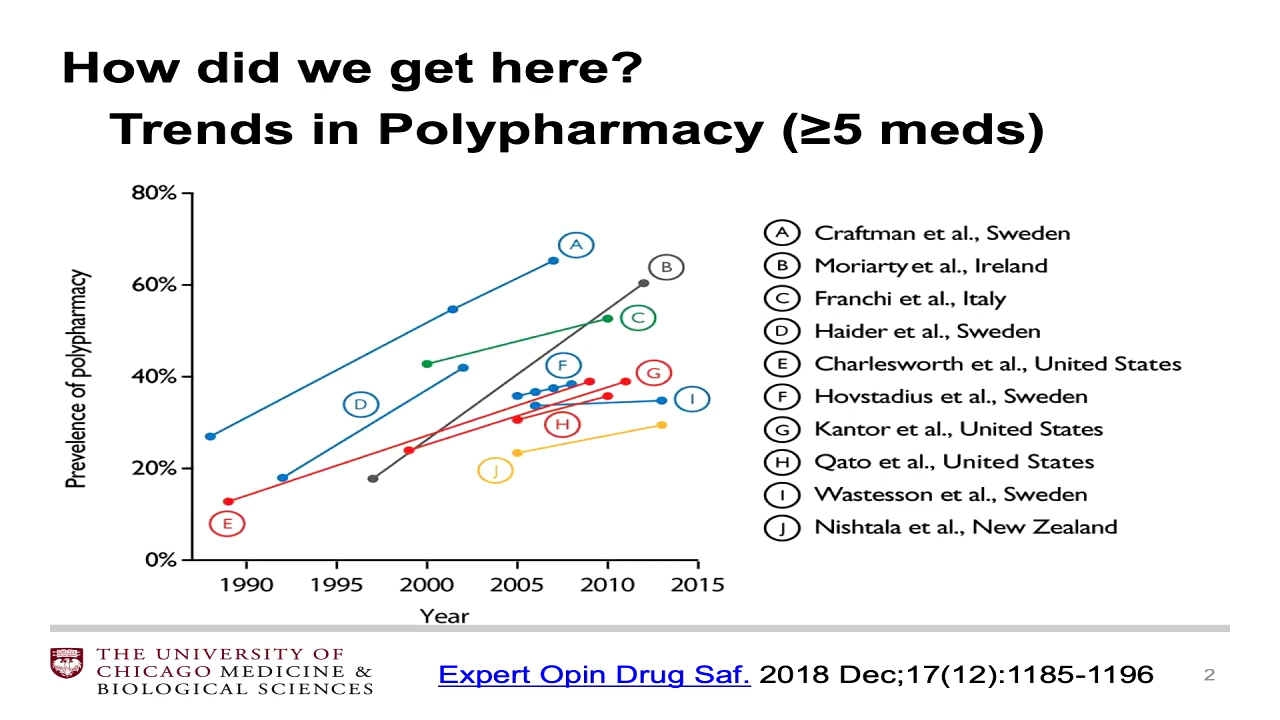 How did we get here?
Trends in Polypharmacy (≥5 meds)
80%
60%
40%
20%
0%
Prevelence of polypharmacy
1990
1995
2000
2005
2010
2015
Year
A
B
C
D
E
F
G
H
I
J
A Craftman et al., Sweden
B Moriarty et al., Ireland
C Franchi et al., Italy
D Haider et al., Sweden
E Charlesworth et al., United States
F Hovstadius et al., Sweden
G Kantor et al., United States
H Qato et al., United States
I Wastesson et al., Sweden
J Nishtala et al., New Zealand
THE UNIVERSITY OF
CHICAGO MEDICINE &
BIOLOGICAL SCIENCES
Expert Opin Drug Saf. 2018 Dec;17(12):1185-1196
2